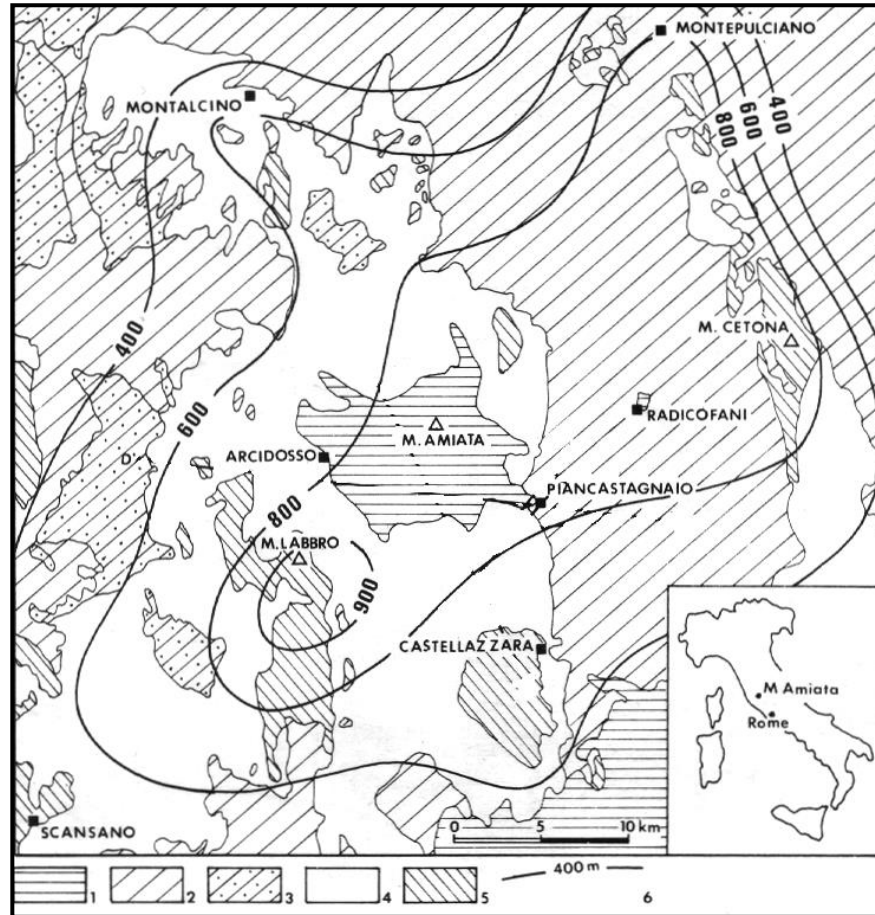 MONTEPULCIANO
MONTALCINO
800
600
400
400
M. CETONA
600
RADICOFANI
M. AMIATA
ARCIDOSSO
D'
PIANCASTAGNAIO
800
M. LABBRO
900
CASTELLAZZARA
M Amiata
Rome
0 5 10 km
SCANSANO
1 2 3 4 5 400 m 6